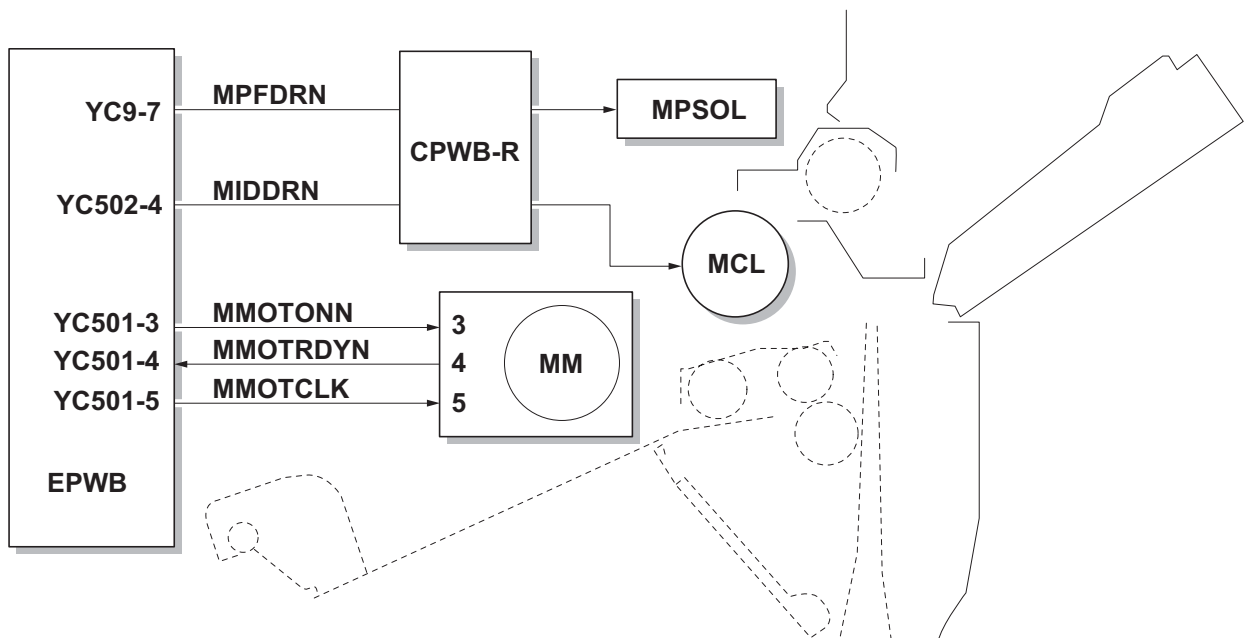 YC9-7 MPFDRN
CPWB-R
MPSOL
YC502-4 MIDDRN
MCL
YC501-3 MMOTONN 3
YC501-4 MMOTRDYN 4
YC501-5 MMOTCLK 5
MM
EPWB